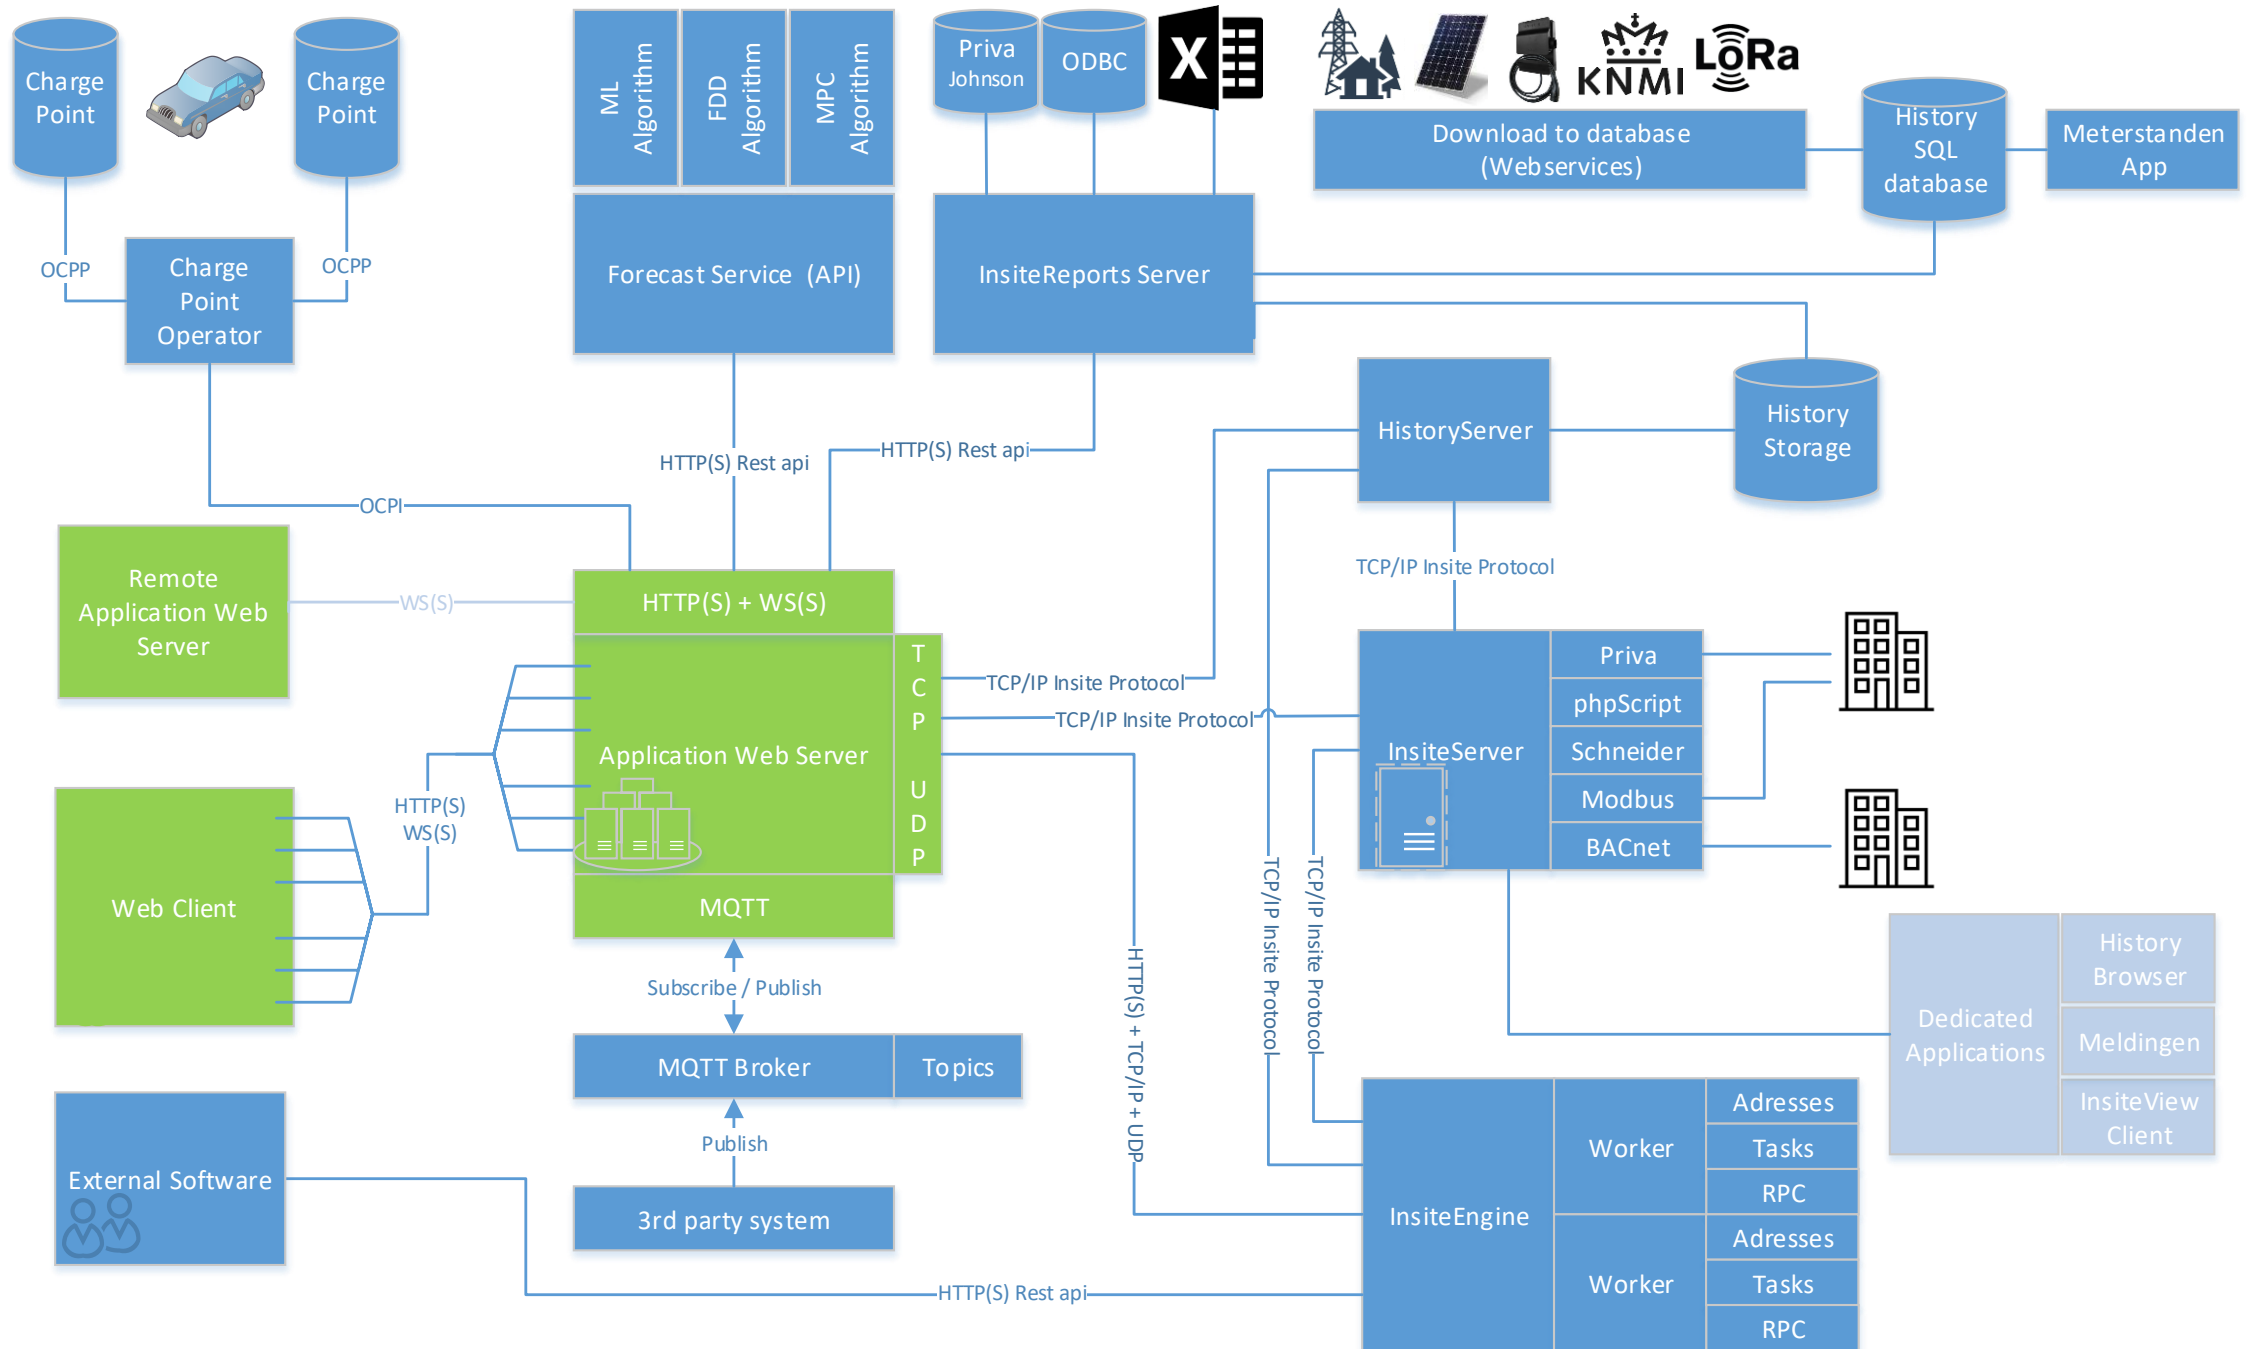 Charge
Point
Charge
Point
OCPP
OCPP
Charge
Point
Operator
ML
Algorithm
FDD
Algorithm
MPC
Algorithm
Forecast Service (API)
Priva
Johnson
ODBC
X
InsiteReports Server
KNMI
LoRa
Download to database
(Webservices)
History
SQL
database
Meterstanden
App
HistoryServer
History
Storage
HTTP(S) Rest api
HTTP(S) Rest api
OCPI
TCP/IP Insite Protocol
Remote
Application Web
Server
WS(S)
HTTP(S) + WS(S)
Application Web Server
TCP
UDP
MQTT
TCP/IP Insite Protocol
TCP/IP Insite Protocol
InsiteServer
Priva
phpScript
Schneider
Modbus
BACnet
HTTP(S)
WS(S)
Web Client
TCP/IP Insite Protocol
TCP/IP Insite Protocol
HTTP(S) + TCP/IP + UDP
Subscribe / Publish
MQTT Broker
Topics
Publish
3rd party system
External Software
HTTP(S) Rest api
Dedicated
Applications
History
Browser
Meldingen
InsiteView
Client
InsiteEngine
Worker
Adresses
Tasks
RPC
Worker
Adresses
Tasks
RPC